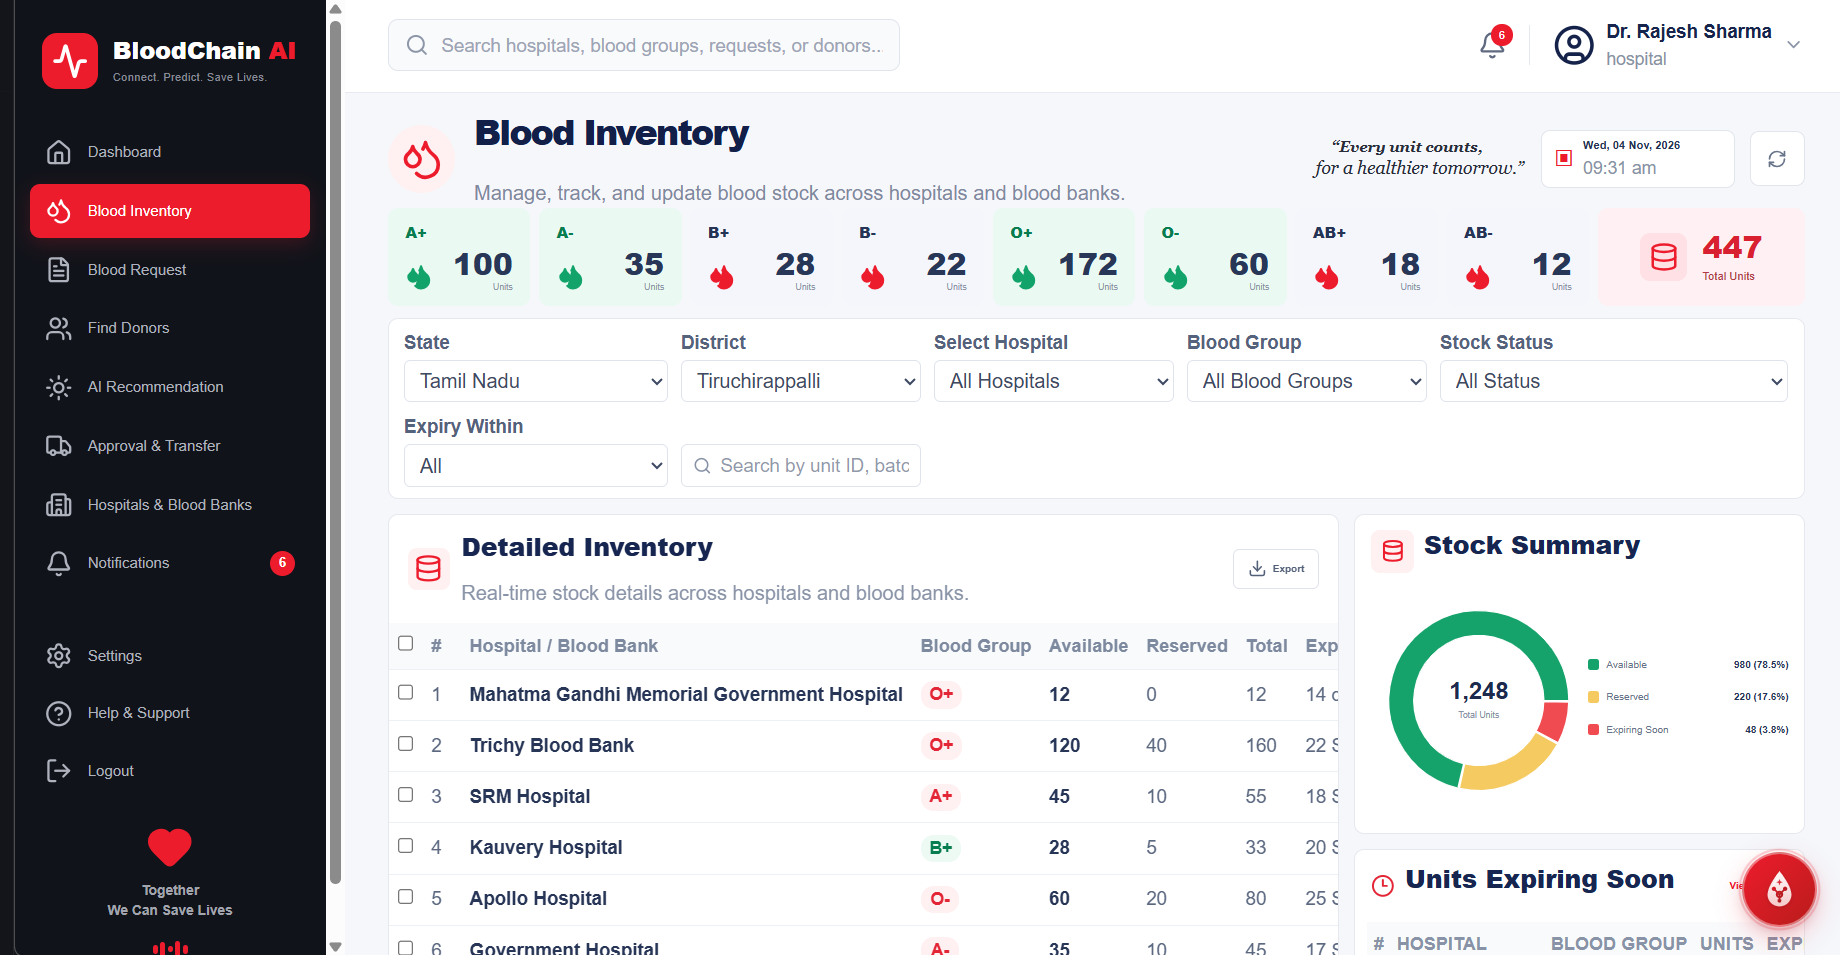 BloodChain AI
Connect. Predict. Save Lives.
Dashboard
Blood Inventory
Blood Request
Find Donors
AI Recommendation
Approval & Transfer
Hospitals & Blood Banks
Notifications 6
Settings
Help & Support
Logout
Together
We Can Save Lives
Search hospitals, blood groups, requests, or donors...
6
Dr. Rajesh Sharma
hospital
Blood Inventory
Manage, track, and update blood stock across hospitals and blood banks.
“Every unit counts,
for a healthier tomorrow.”
Wed, 04 Nov, 2026
09:31 am
A+ 100 Units
A- 35 Units
B+ 28 Units
B- 22 Units
O+ 172 Units
O- 60 Units
AB+ 18 Units
AB- 12 Units
447 Total Units
State District Select Hospital Blood Group Stock Status
Tamil Nadu Tiruchirappalli All Hospitals All Blood Groups All Status
Expiry Within
All Search by unit ID, batc
Detailed Inventory
Real-time stock details across hospitals and blood banks.
Export
# Hospital / Blood Bank Blood Group Available Reserved Total Exp
1 Mahatma Gandhi Memorial Government Hospital O+ 12 0 12 14
2 Trichy Blood Bank O+ 120 40 160 22 S
3 SRM Hospital A+ 45 10 55 18 S
4 Kauvery Hospital B+ 28 5 33 20 S
5 Apollo Hospital O- 60 20 80 25 S
6 Government Hospital A- 35 10 45 17 S
Stock Summary
1,248
Total Units
Available 980 (78.5%)
Reserved 220 (17.6%)
Expiring Soon 48 (3.8%)
Units Expiring Soon
Vie
# HOSPITAL BLOOD GROUP UNITS EXP